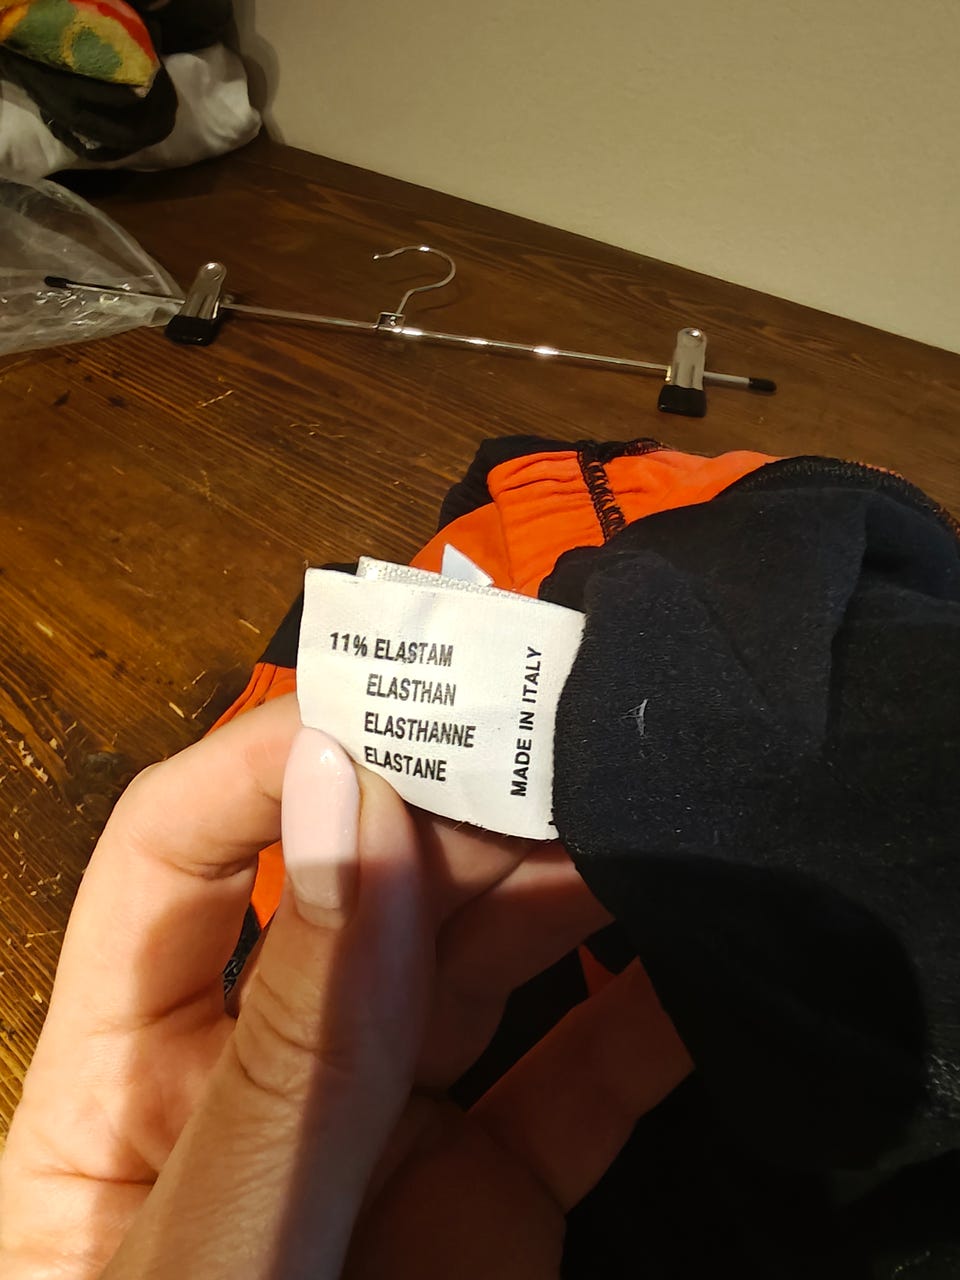 11% ELASTAM
ELASTHAN
ELASTHANNE
ELASTANE
MADE IN ITALY